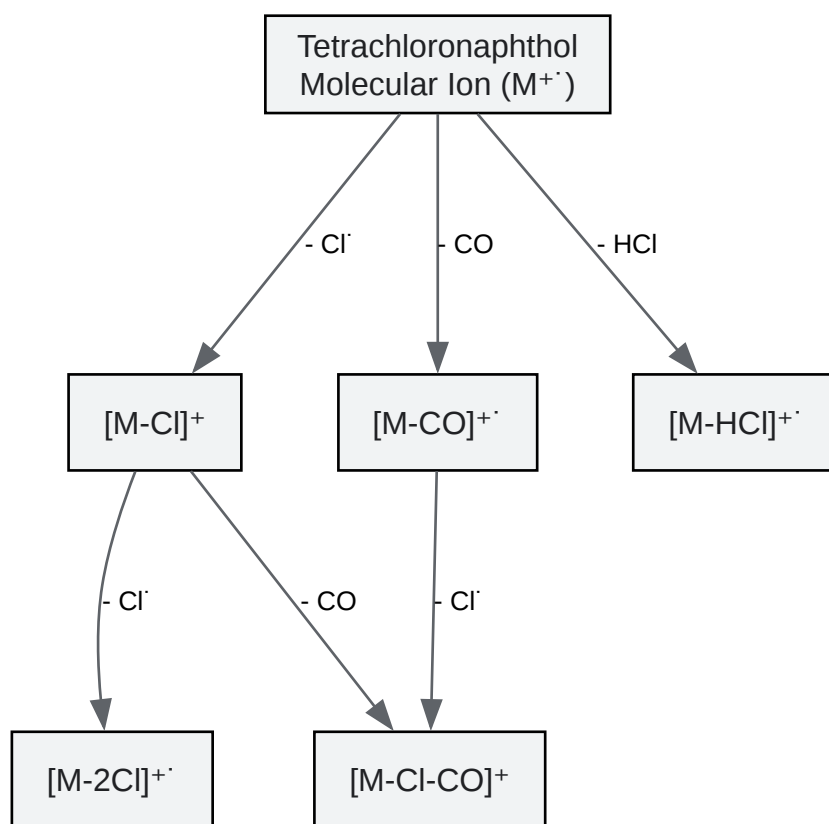 Tetrachloronaphthol
Molecular Ion (M⁺˙)
- Cl˙
- CO
- HCl
[M-Cl]⁺
[M-CO]⁺˙
[M-HCl]⁺˙
- Cl˙
- CO
- Cl˙
[M-2Cl]⁺˙
[M-Cl-CO]⁺